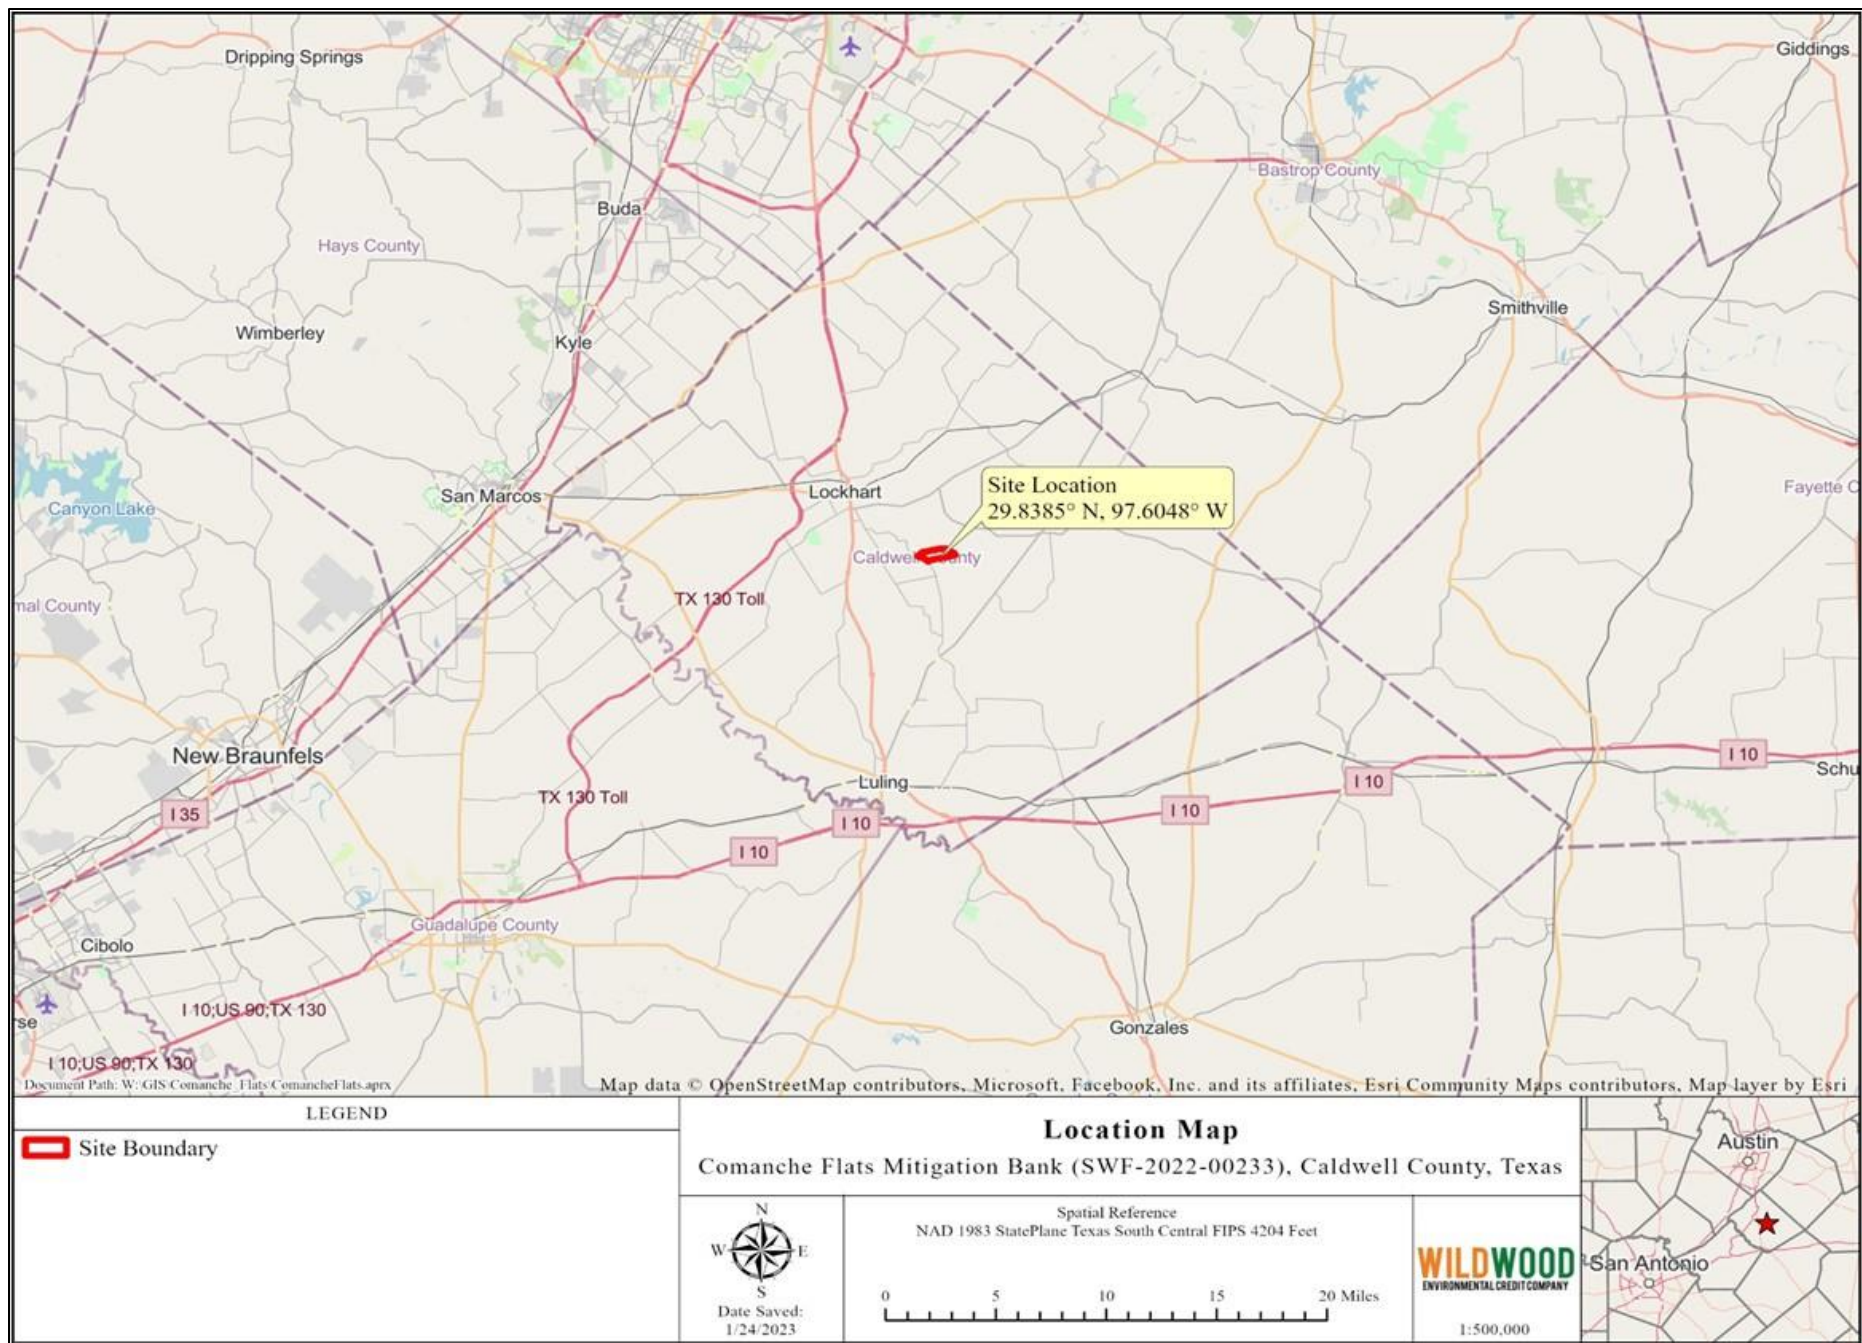 Dripping Springs
Giddings
Bastrop County
Buda
Hays County
Smithville
Wimberley
Kyle
Site Location
29.8385° N, 97.6048° W
San Marcos
Lockhart
Fayette C
Canyon Lake
Caldwell County
mal County
TX 130 Toll
New Braunfels
I 10
Schu
Luling
I 10
TX 130 Toll
I 10
I 35
I 10
I 10
Guadalupe County
Cibolo
I 10;US 90;TX 130
rse
Gonzales
I 10;US 90;TX 130
Document Path: W:\GIS\Comanche_Flats\ComancheFlats.aprx
Map data © OpenStreetMap contributors, Microsoft, Facebook, Inc. and its affiliates, Esri Community Maps contributors, Map layer by Esri
LEGEND
Site Boundary
Location Map
Comanche Flats Mitigation Bank (SWF-2022-00233), Caldwell County, Texas
N
W E
S
Date Saved:
1/24/2023
Spatial Reference
NAD 1983 StatePlane Texas South Central FIPS 4204 Feet
0 5 10 15 20 Miles
WILDWOOD
ENVIRONMENTAL CREDIT COMPANY
1:500,000
Austin
San Antonio